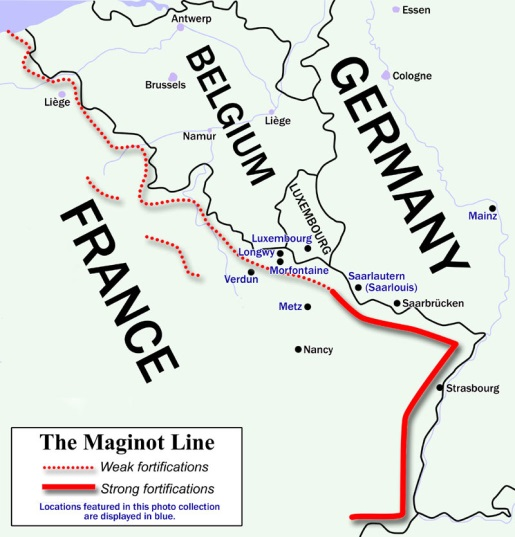 Essen
Antwerp
Cologne
Brussels
Liège
Liège
Namur
BELGIUM
GERMANY
LUXEMBOURG
Mainz
FRANCE
Luxembourg
Longwy
Morfontaine
Verdun
Saarlautern
(Saarlouis)
Saarbrücken
Metz
Nancy
Strasbourg
The Maginot Line
Weak fortifications
Strong fortifications
Locations featured in this photo collection
are displayed in blue.